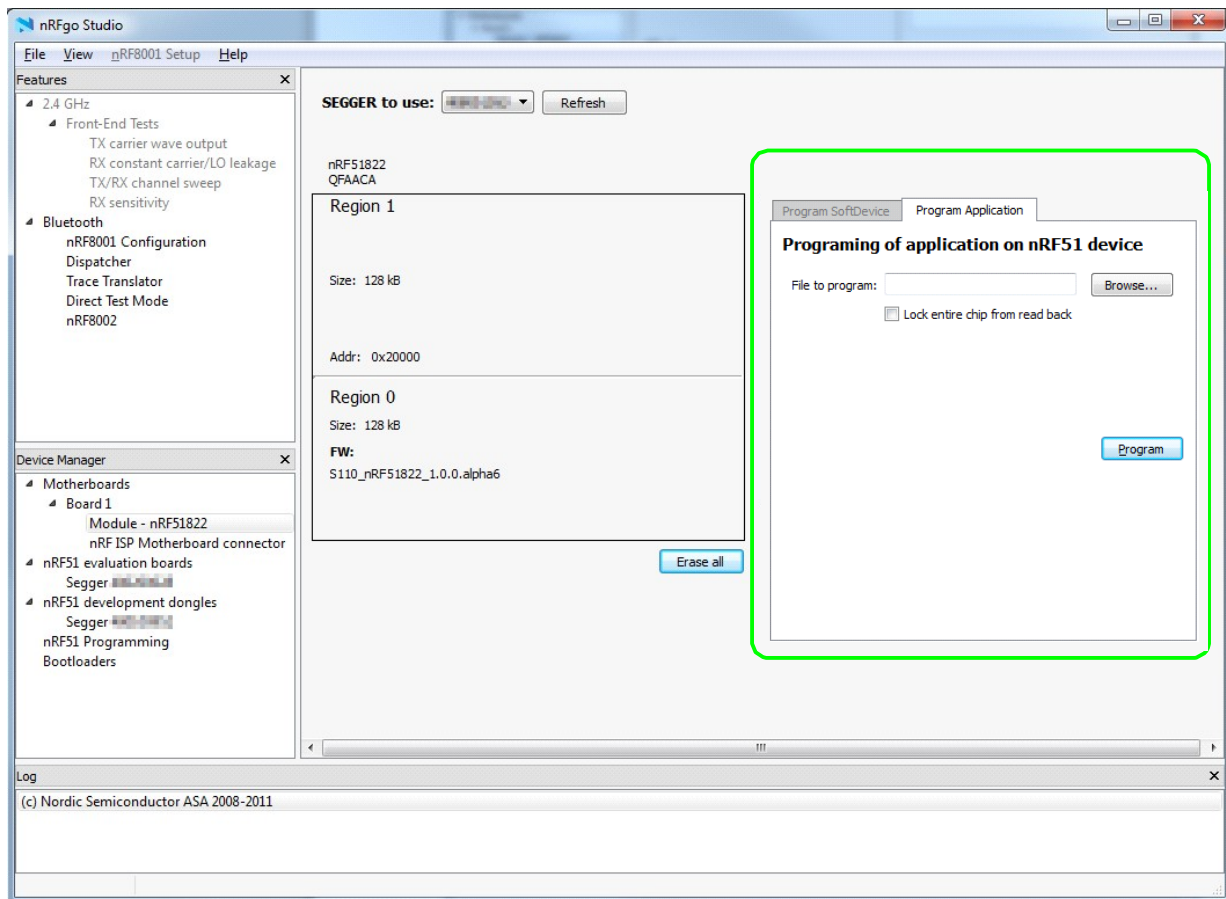 nRFgo Studio
File View nRF8001 Setup Help
Features
2.4 GHz
Front-End Tests
TX carrier wave output
RX constant carrier/LO leakage
TX/RX channel sweep
RX sensitivity
Bluetooth
nRF8001 Configuration
Dispatcher
Trace Translator
Direct Test Mode
nRF8002
Device Manager
Motherboards
Board 1
Module - nRF51822
nRF ISP Motherboard connector
nRF51 evaluation boards
Segger
nRF51 development dongles
Segger
nRF51 Programming
Bootloaders
SEGGER to use: Refresh
nRF51822
QFAACA
Region 1
Size: 128 kB
Addr: 0x20000
Region 0
Size: 128 kB
FW:
S110_nRF51822_1.0.0.alpha6
Erase all
Program SoftDevice Program Application
Programing of application on nRF51 device
File to program: Browse...
Lock entire chip from read back
Program
Log
(c) Nordic Semiconductor ASA 2008-2011